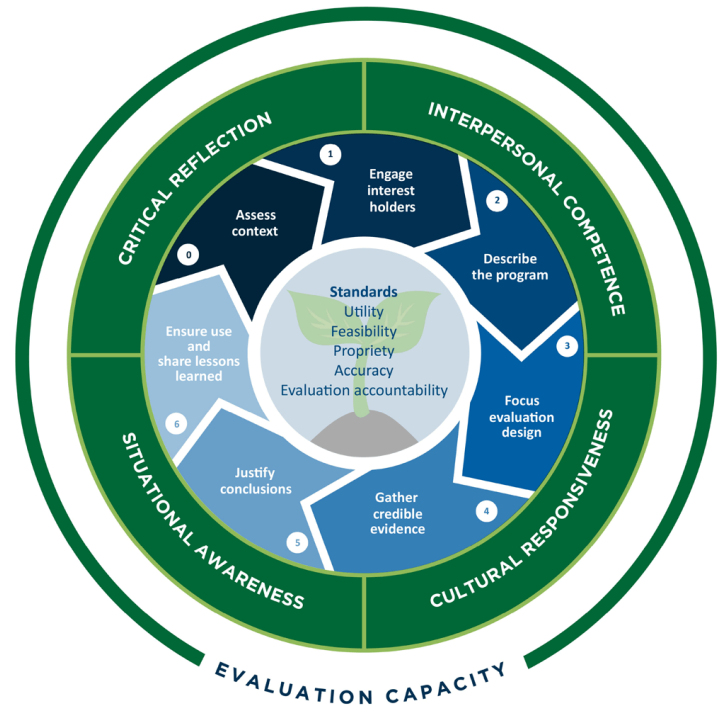 CRITICAL REFLECTION
INTERPERSONAL COMPETENCE
1
Engage
interest
holders
2
Describe
the program
0
Assess
context
3
Focus
evaluation
design
Standards
Utility
Feasibility
Propriety
Accuracy
Evaluation accountability
Ensure use
and
share lessons
learned
6
Justify
conclusions
5
Gather
credible
evidence
4
SITUATIONAL AWARENESS
CULTURAL RESPONSIVENESS
EVALUATION CAPACITY